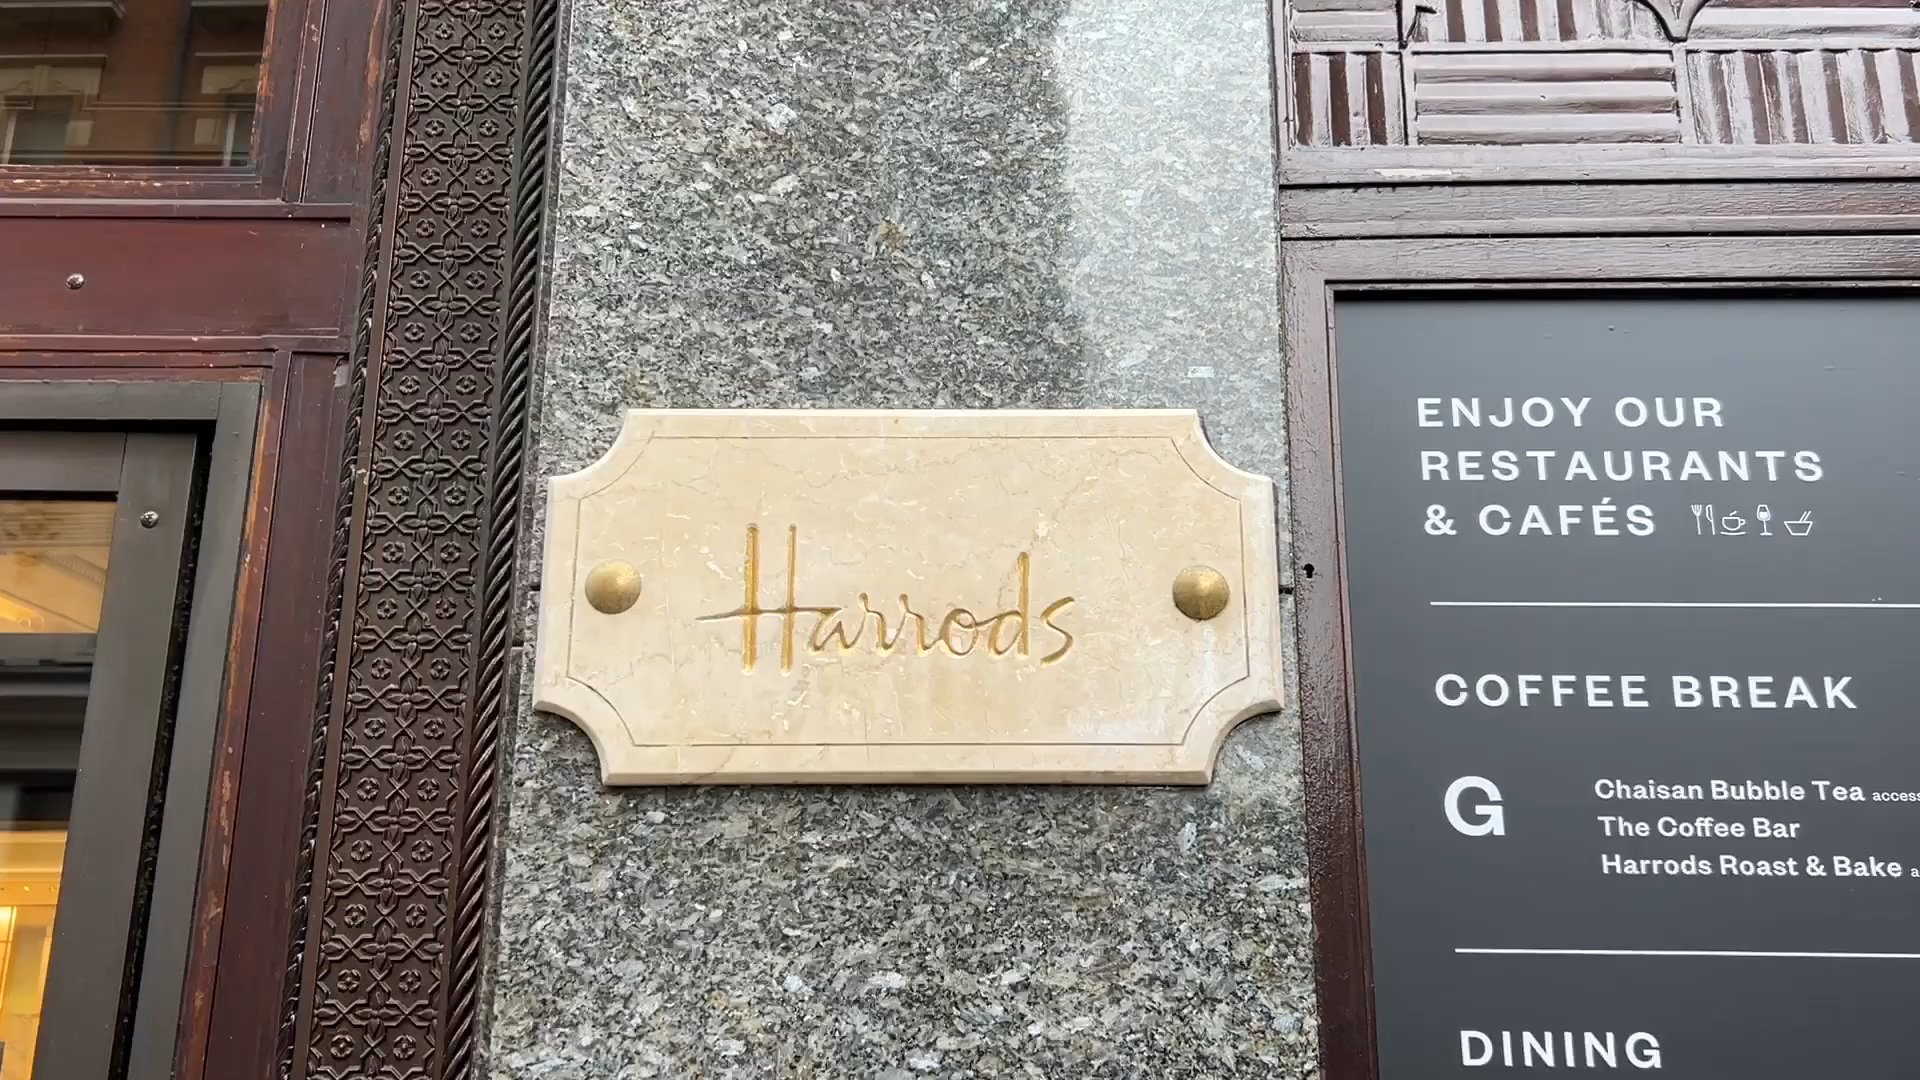 Harrods
ENJOY OUR
RESTAURANTS
& CAFÉS
COFFEE BREAK
G
Chaisan Bubble Tea
The Coffee Bar
Harrods Roast & Bake
DINING